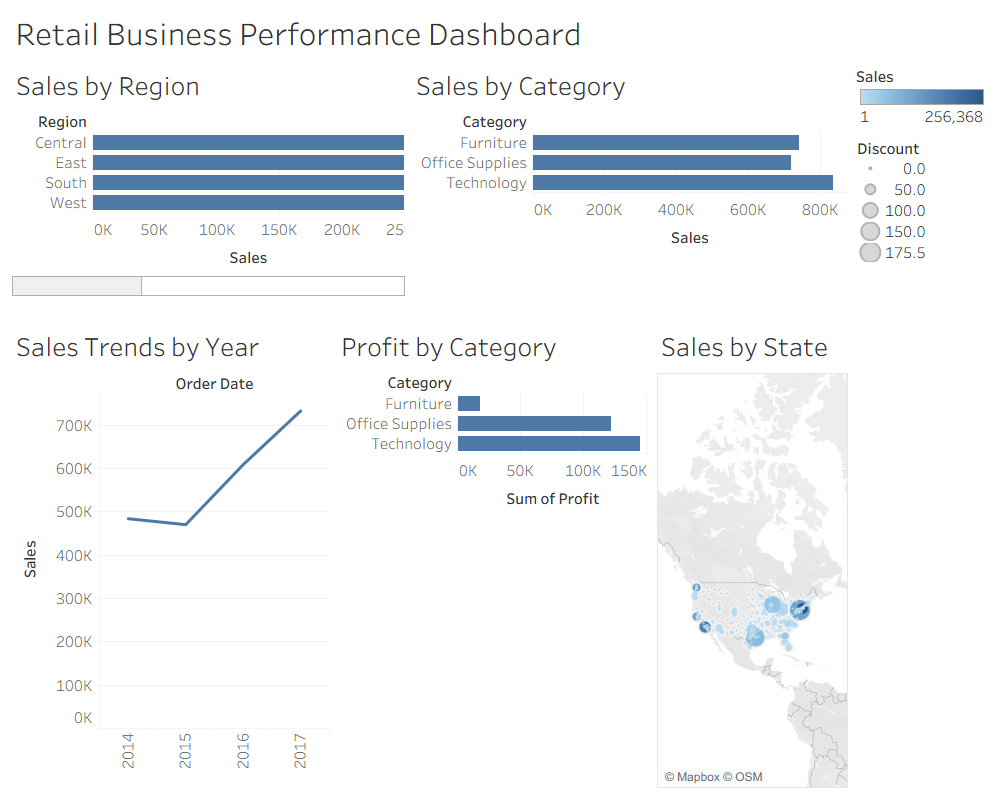 Retail Business Performance Dashboard
Sales by Region
Region
Central
East
South
West
0K 50K 100K 150K 200K 25
Sales
Sales by Category
Category
Furniture
Office Supplies
Technology
0K 200K 400K 600K 800K
Sales
Sales
1 256,368
Discount
0.0
50.0
100.0
150.0
175.5
Sales Trends by Year
Order Date
700K
600K
500K
400K
300K
200K
100K
0K
Sales
2014 2015 2016 2017
Profit by Category
Category
Furniture
Office Supplies
Technology
0K 50K 100K 150K
Sum of Profit
Sales by State
© Mapbox © OSM